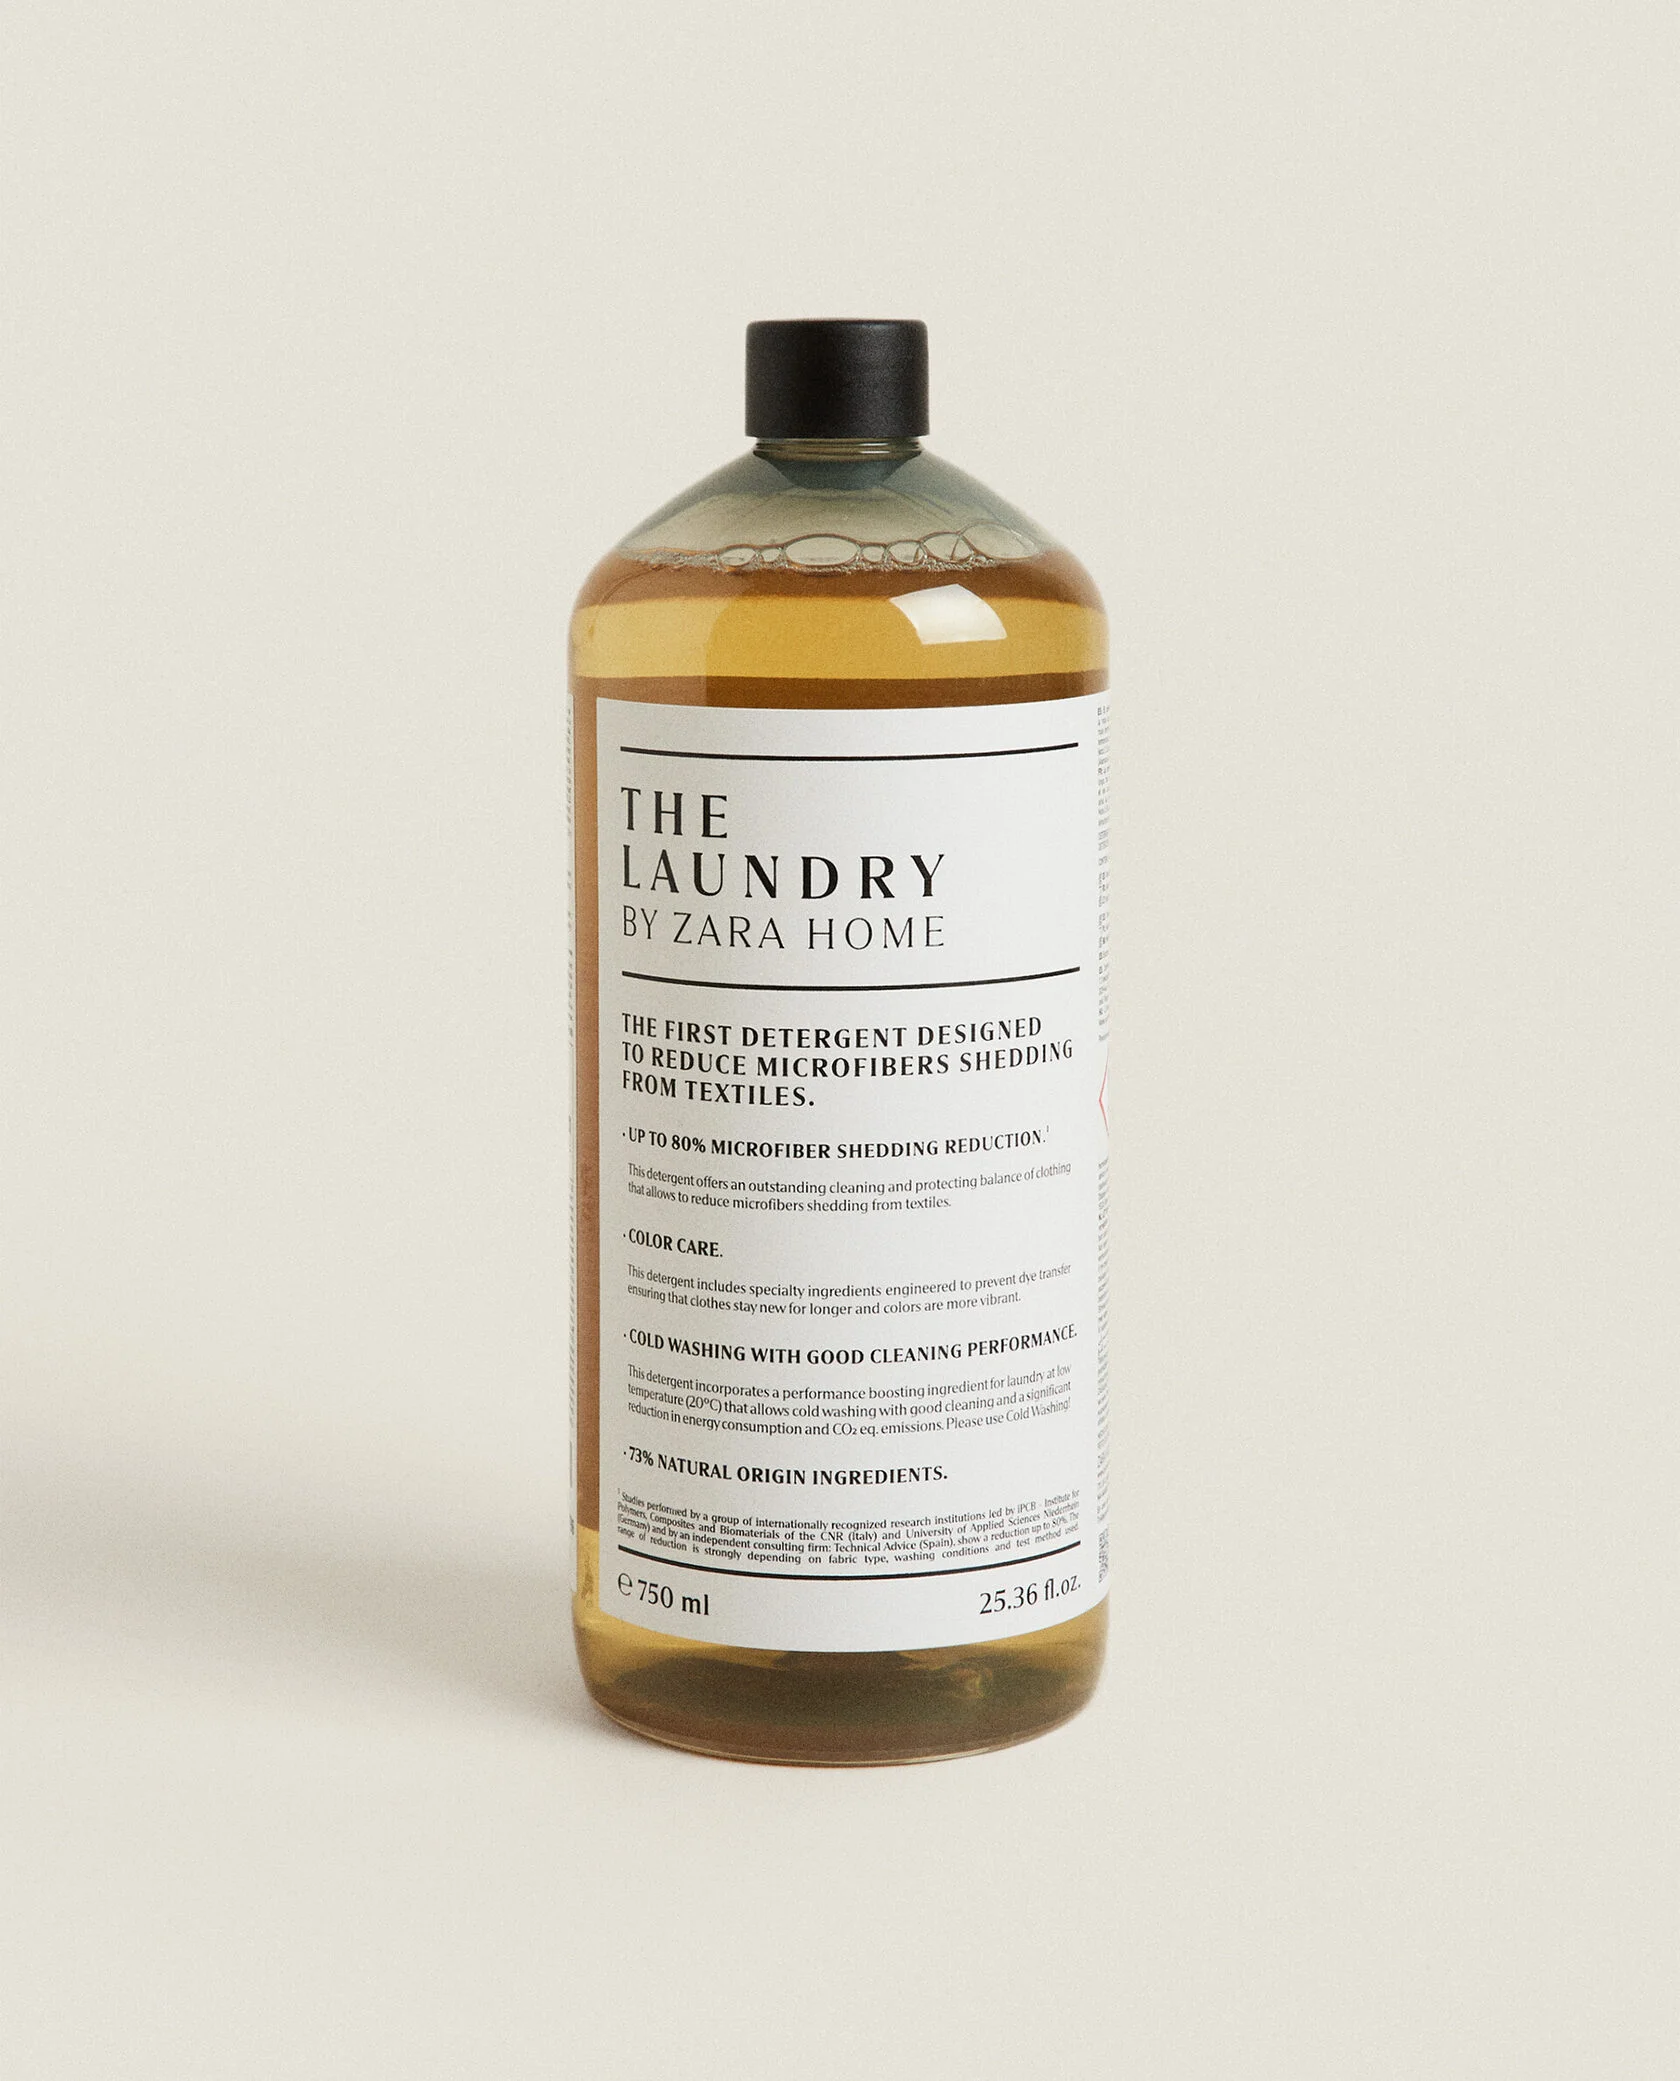 THE
LAUNDRY
BY ZARA HOME
THE FIRST DETERGENT DESIGNED
TO REDUCE MICROFIBERS SHEDDING
FROM TEXTILES.
· UP TO 80% MICROFIBER SHEDDING REDUCTION.¹
This detergent offers an outstanding cleaning and protecting balance of clothing
that allows to reduce microfibers shedding from textiles.
· COLOR CARE.
This detergent includes specialty ingredients engineered to prevent dye transfer
ensuring that clothes stay new for longer and colors are more vibrant.
· COLD WASHING WITH GOOD CLEANING PERFORMANCE.
This detergent incorporates a performance boosting ingredient for laundry at low
temperature (20ºC) that allows cold washing with good cleaning and a significant
reduction in energy consumption and CO₂ eq. emissions. Please use Cold Washing!
· 73% NATURAL ORIGIN INGREDIENTS.
¹ Studies performed by a group of internationally recognized research institutions led by iPCB - Institute for
Polymers, Composites and Biomaterials of the CNR (Italy) and University of Applied Sciences Niederrhein
(Germany) and by an independent consulting firm: Technical Advice (Spain), show a reduction up to 80%. The
range of reduction is strongly depending on fabric type, washing conditions and test method used.
℮ 750 ml
25.36 fl.oz.